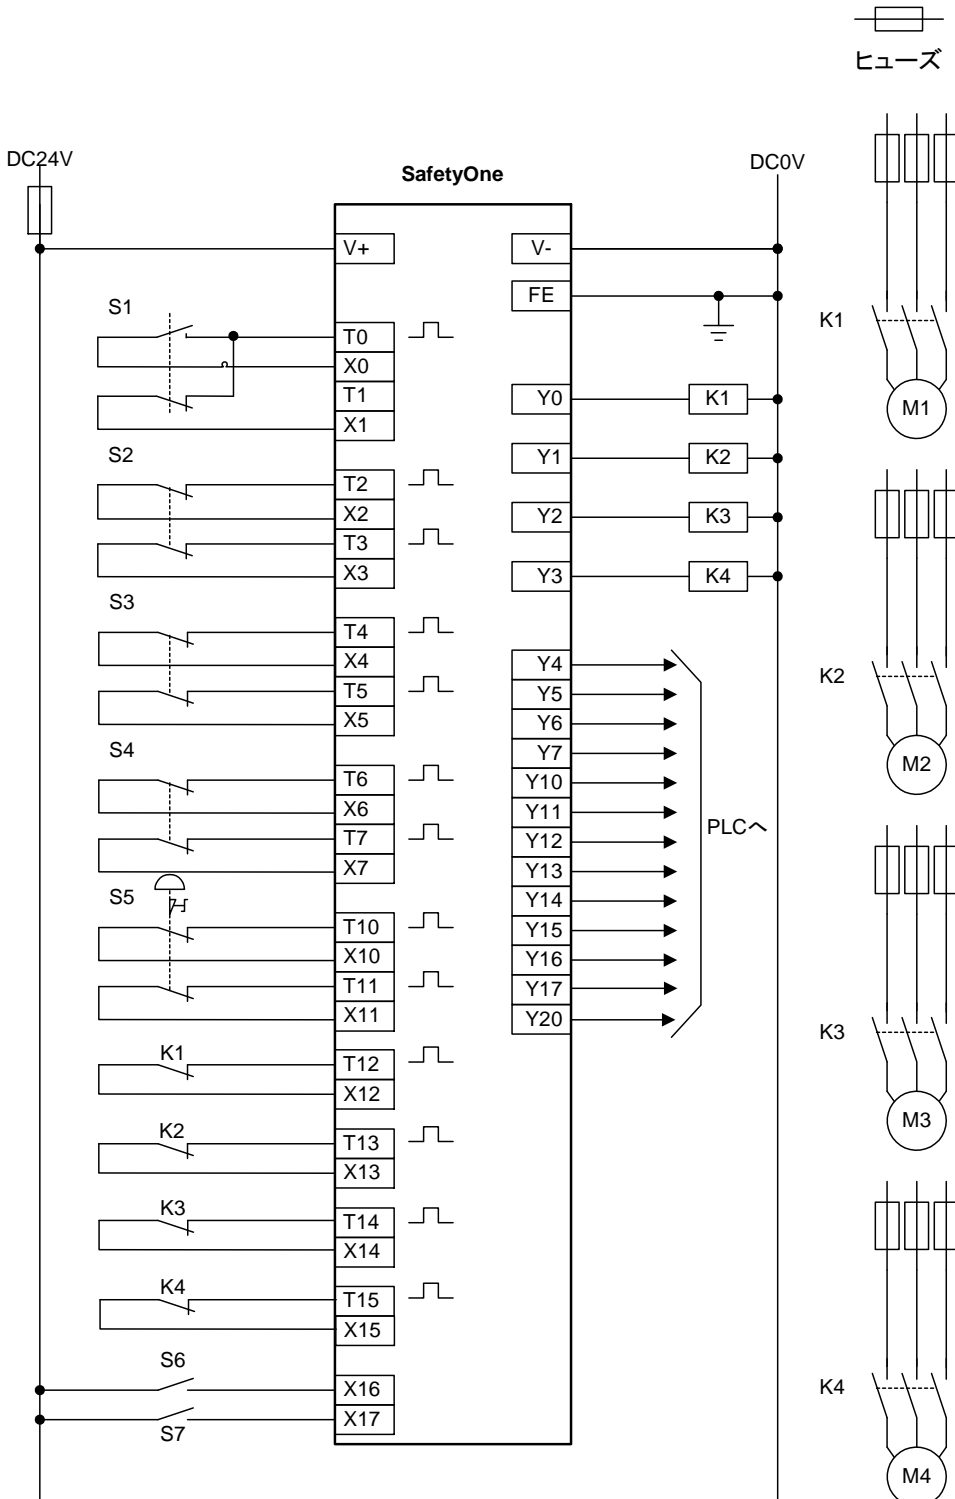 ヒューズ
DC24V
SafetyOne
DC0V
V+
V-
FE
S1
T0
X0
T1
X1
Y0
K1
K1
M1
S2
Y1
K2
T2
X2
T3
X3
Y2
K3
Y3
K4
S3
T4
X4
T5
X5
Y4
Y5
Y6
Y7
Y10
Y11
Y12
Y13
Y14
Y15
Y16
Y17
Y20
PLCへ
K2
M2
S4
T6
X6
T7
X7
S5
T10
X10
T11
X11
K1
T12
X12
K2
T13
X13
K3
T14
X14
K4
T15
X15
S6
X16
X17
S7
K3
M3
K4
M4